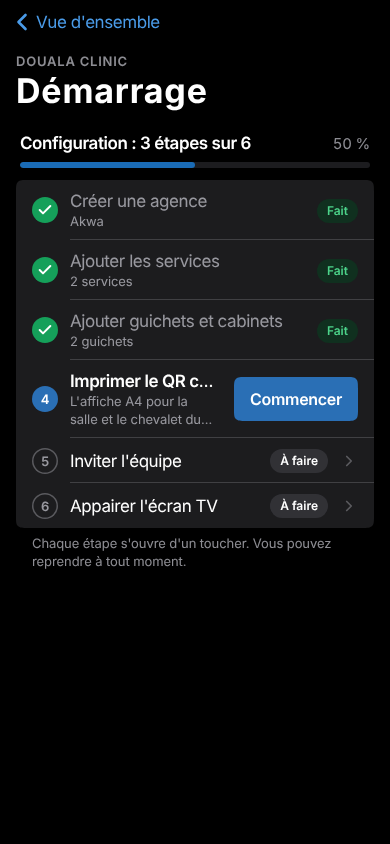 Vue d'ensemble
DOUALA CLINIC
Démarrage
Configuration : 3 étapes sur 6
50 %
Créer une agence
Akwa
Fait
Ajouter les services
2 services
Fait
Ajouter guichets et cabinets
2 guichets
Fait
4
Imprimer le QR c...
L'affiche A4 pour la
salle et le chevalet du...
Commencer
5
Inviter l'équipe
À faire
6
Appairer l'écran TV
À faire
Chaque étape s'ouvre d'un toucher. Vous pouvez
reprendre à tout moment.